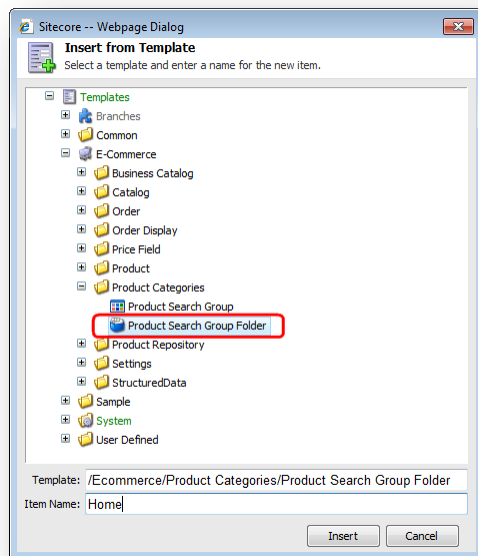 Sitecore -- Webpage Dialog
Insert from Template
Select a template and enter a name for the new item.
Templates
Branches
Common
E-Commerce
Business Catalog
Catalog
Order
Order Display
Price Field
Product
Product Categories
Product Search Group
Product Search Group Folder
Product Repository
Settings
StructuredData
Sample
System
User Defined
Template: /Ecommerce/Product Categories/Product Search Group Folder
Item Name: Home
Insert Cancel